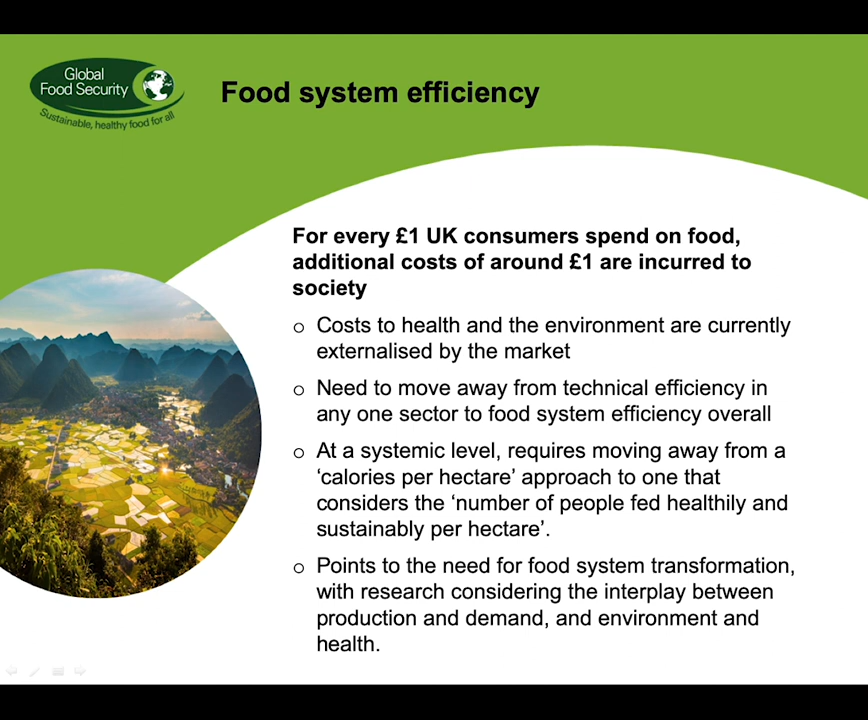 Global
Food Security
Sustainable, healthy food for all
Food system efficiency
For every £1 UK consumers spend on food,
additional costs of around £1 are incurred to
society
o Costs to health and the environment are currently
externalised by the market
o Need to move away from technical efficiency in
any one sector to food system efficiency overall
o At a systemic level, requires moving away from a
‘calories per hectare’ approach to one that
considers the ‘number of people fed healthily and
sustainably per hectare’.
o Points to the need for food system transformation,
with research considering the interplay between
production and demand, and environment and
health.